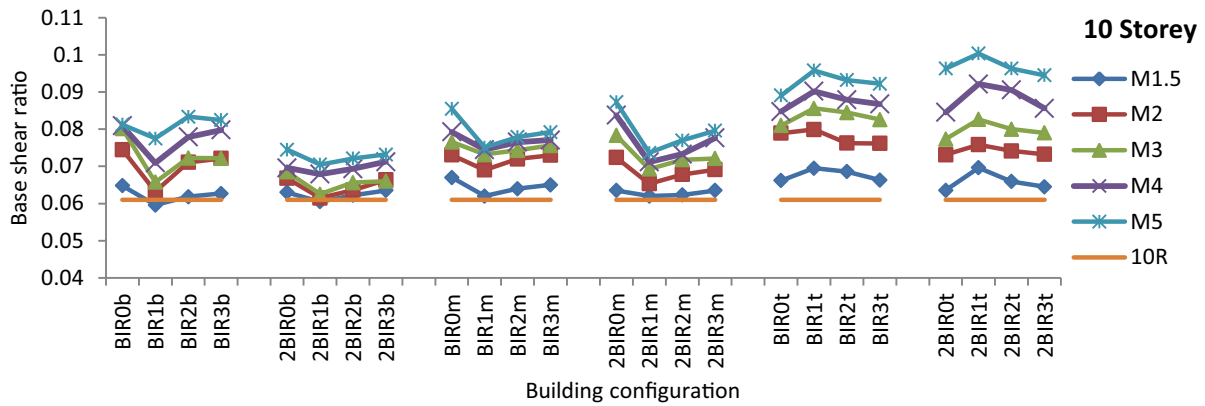 10 Storey
Base shear ratio
0.11
0.1
0.09
0.08
0.07
0.06
0.05
0.04
BIR0b
BIR1b
BIR2b
BIR3b
2BIR0b
2BIR1b
2BIR2b
2BIR3b
BIR0m
BIR1m
BIR2m
BIR3m
2BIR0m
2BIR1m
2BIR2m
2BIR3m
BIR0t
BIR1t
BIR2t
BIR3t
2BIR0t
2BIR1t
2BIR2t
2BIR3t
Building configuration
M1.5
M2
M3
M4
M5
10R